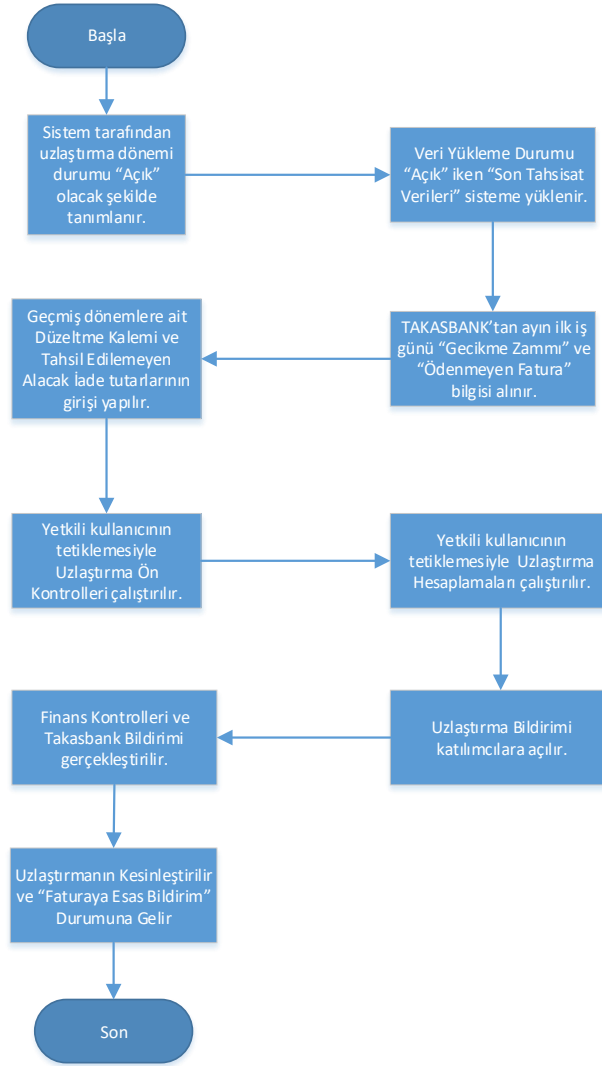 Başla
Sistem tarafından
uzlaştırma dönemi
durumu “Açık”
olacak şekilde
tanımlanır.
Veri Yükleme Durumu
“Açık” iken “Son Tahsisat
Verileri” sisteme yüklenir.
TAKASBANK’tan ayın ilk iş
günü “Gecikme Zammı” ve
“Ödenmeyen Fatura”
bilgisi alınır.
Geçmiş dönemlere ait
Düzeltme Kalemi ve
Tahsil Edilemeyen
Alacak İade tutarlarının
girişi yapılır.
Yetkili kullanıcının
tetiklemesiyle
Uzlaştırma Ön
Kontrolleri çalıştırılır.
Yetkili kullanıcının
tetiklemesiyle Uzlaştırma
Hesaplamaları çalıştırılır.
Uzlaştırma Bildirimi
katılımcılara açılır.
Finans Kontrolleri ve
Takasbank Bildirimi
gerçekleştirilir.
Uzlaştırmanın Kesinleştirilir
ve “Faturaya Esas Bildirim”
Durumuna Gelir
Son